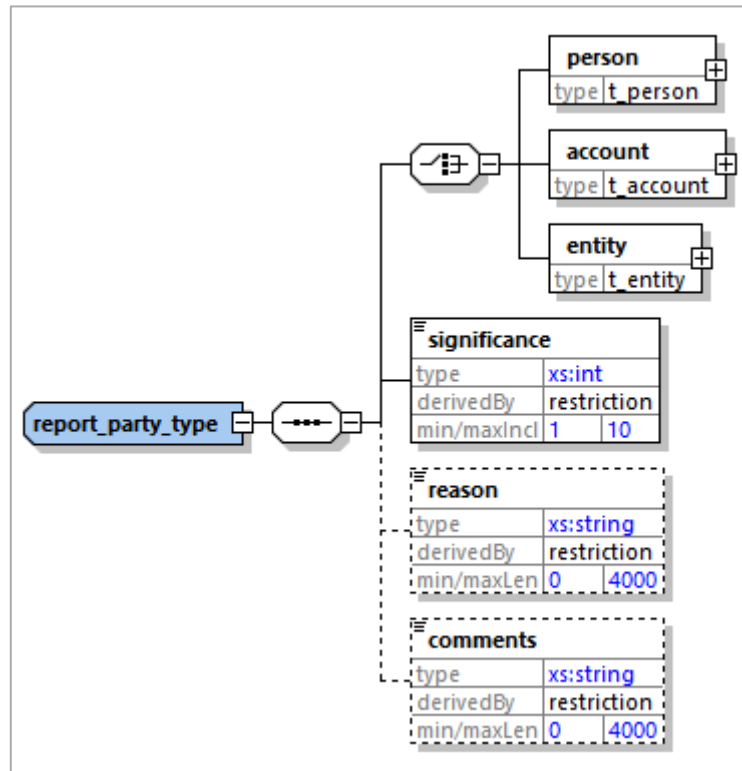 person
type t_person
account
type t_account
entity
type t_entity
significance
type xs:int
derivedBy restriction
min/maxIncl 1 10
report_party_type
reason
type xs:string
derivedBy restriction
min/maxLen 0 4000
comments
type xs:string
derivedBy restriction
min/maxLen 0 4000